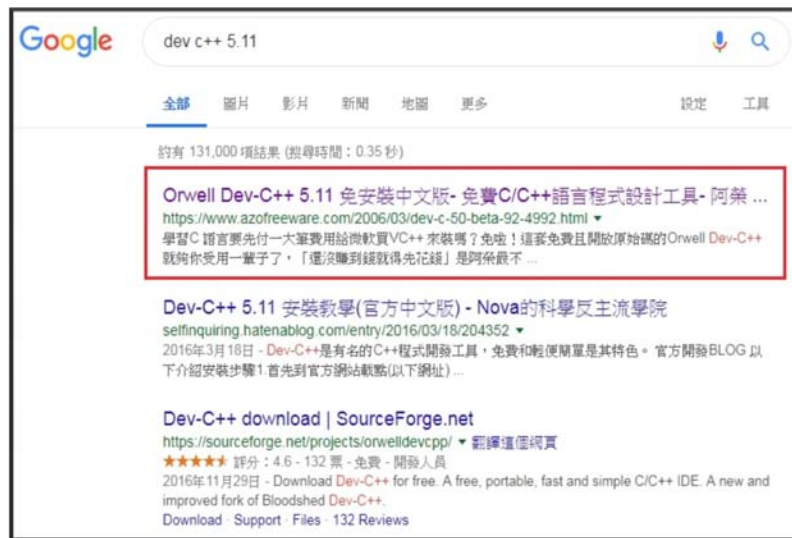 Google dev c++ 5.11
全部 圖片 影片 新聞 地圖 更多 設定 工具
約有 131,000 項結果 (搜尋時間：0.35 秒)
Orwell Dev-C++ 5.11 免安裝中文版- 免費C/C++語言程式設計工具- 阿榮 ...
https://www.azofreeware.com/2006/03/dev-c-50-beta-92-4992.html
學習C 語言要先付一大筆費用給微軟買VC++ 來裝嗎？免啦！這套免費且開放原始碼的Orwell Dev-C++
就夠你受用一輩子了，「還沒賺到錢就得先花錢」是阿榮最不 ...
Dev-C++ 5.11 安裝教學(官方中文版) - Nova的科學反主流學院
selfinquiring.hatenablog.com/entry/2016/03/18/204352
2016年3月18日 - Dev-C++是有名的C++程式開發工具，免費和輕便簡單是其特色。 官方開發BLOG 以
下介紹安裝步驟1.首先到官方網站載點(以下網址) ...
Dev-C++ download | SourceForge.net
https://sourceforge.net/projects/orwelldevcpp/ 翻譯這個網頁
評分：4.6 - 132 票 - 免費 - 開發人員
2016年11月29日 - Download Dev-C++ for free. A free, portable, fast and simple C/C++ IDE. A new and
improved fork of Bloodshed Dev-C++.
Download · Support · Files · 132 Reviews